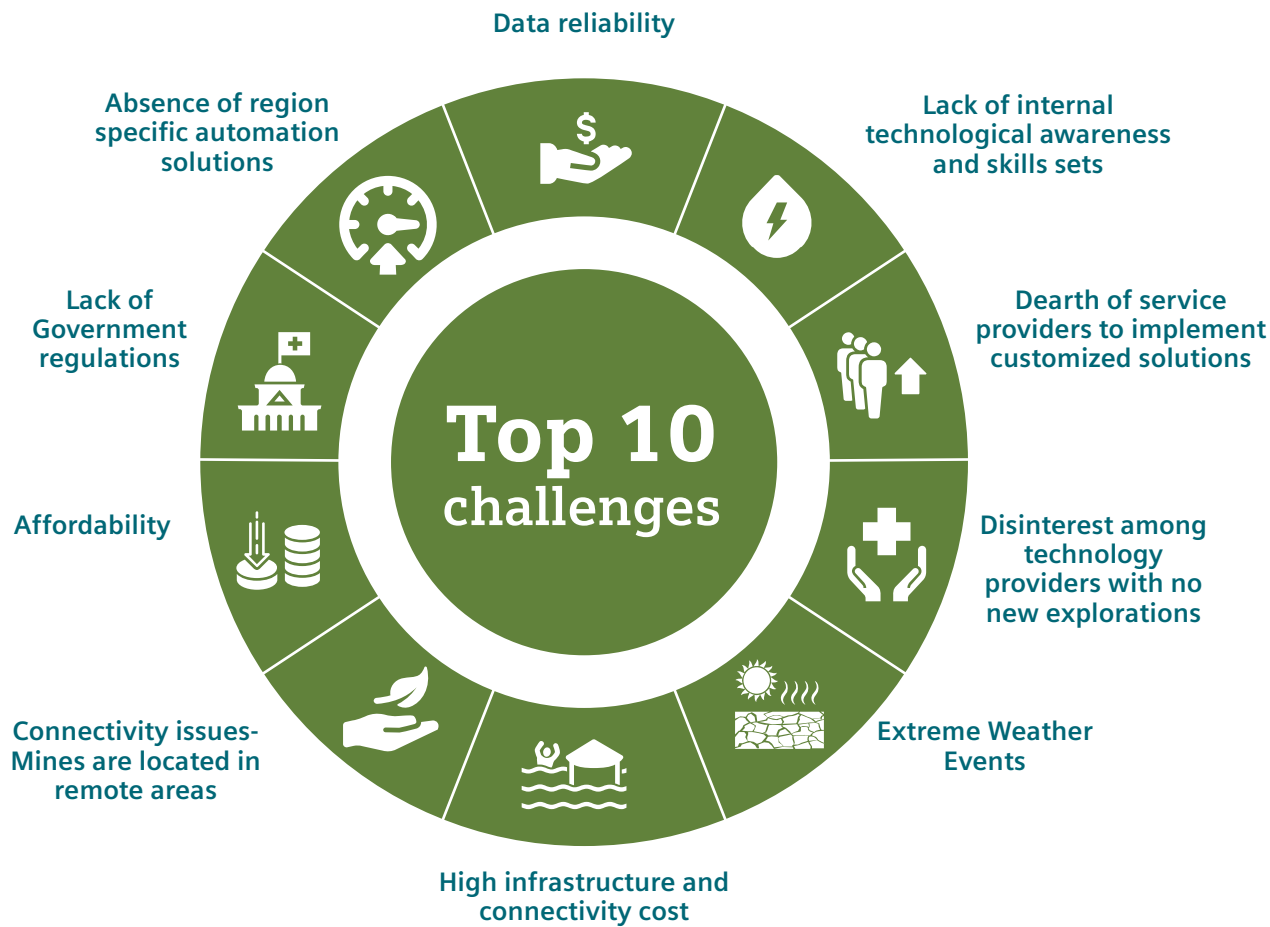 Data reliability
Lack of internal
technological awareness
and skills sets
Dearth of service
providers to implement
customized solutions
Disinterest among
technology
providers with no
new explorations
Extreme Weather
Events
High infrastructure and
connectivity cost
Connectivity issues-
Mines are located in
remote areas
Affordability
Lack of
Government
regulations
Absence of region
specific automation
solutions
$
Top 10
challenges